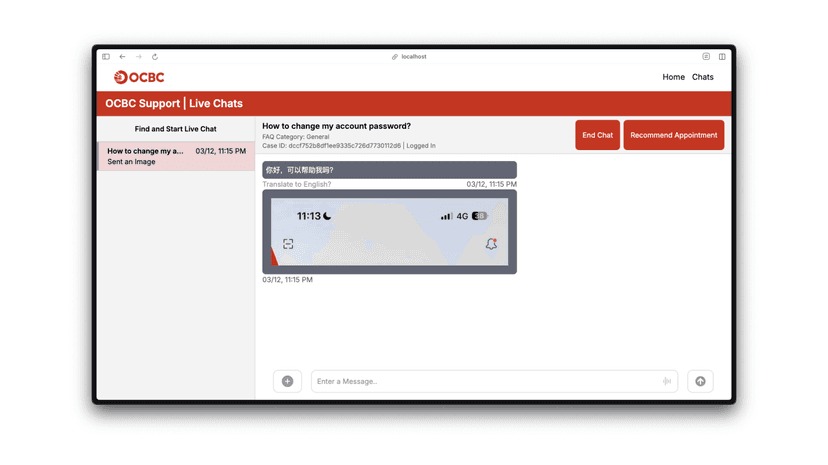 localhost
OCBC
Home Chats
OCBC Support | Live Chats
Find and Start Live Chat
How to change my a... 03/12, 11:15 PM
Sent an Image
How to change my account password?
FAQ Category: General
Case ID: dccf752b8df1ee9335c726d7730112d6 | Logged In
End Chat
Recommend Appointment
你好，可以帮助我吗？
Translate to English? 03/12, 11:15 PM
11:13 4G
03/12, 11:15 PM
Enter a Message..